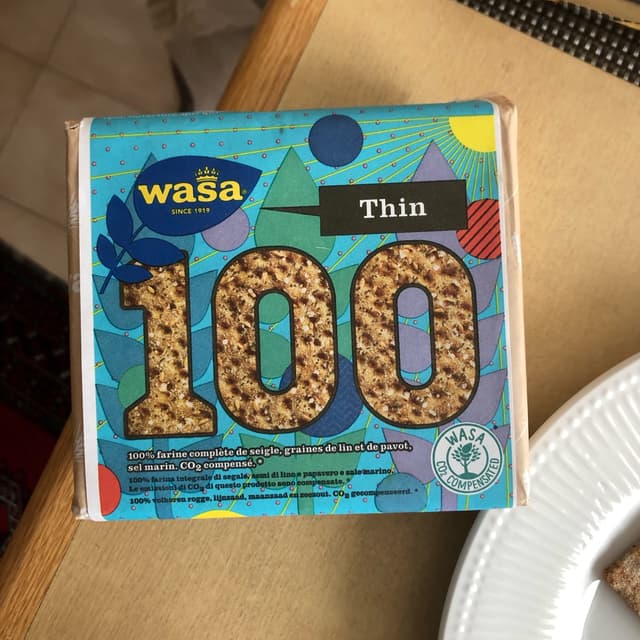 wasa
SINCE 1919
Thin
100
100% farine complète de seigle, graines de lin et de pavot,
sel marin. CO2 compensé.*
100% farina integrale di segale, semi di lino e papavero e sale marino.
Le emissioni di CO2 di questo prodotto sono compensate.*
100% volkoren rogge, lijnzaad, maanzaad en zeezout. CO2 gecompenseerd.*
WASA
CO2 COMPENSATED